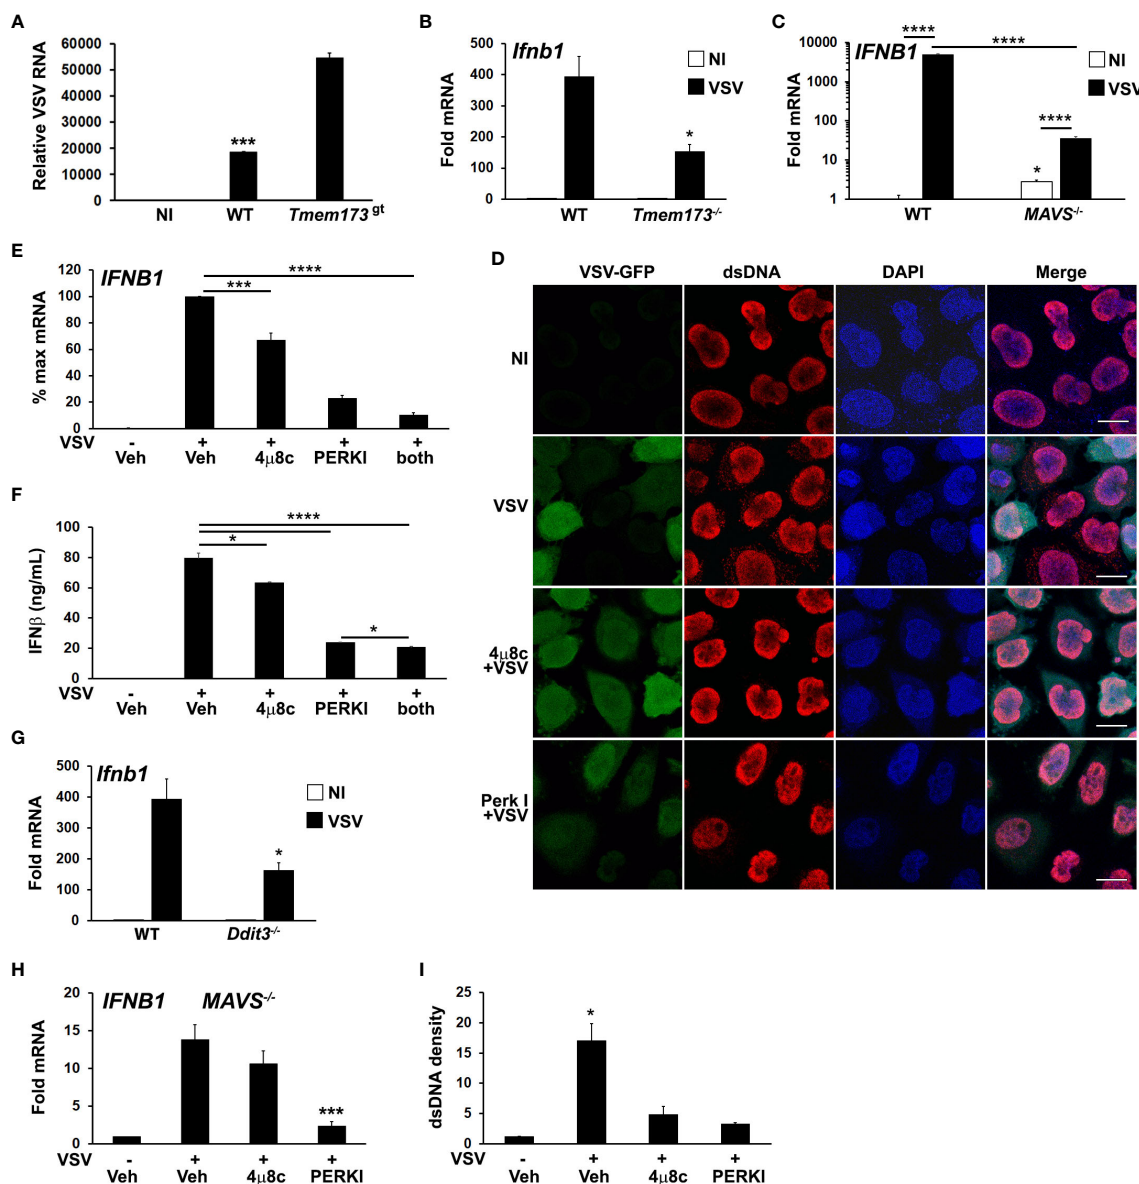 A
Relative VSV RNA
60000
50000
40000
30000
20000
10000
0
***
NI WT Tmem173 gt
B
Ifnb1
Fold mRNA
500
400
300
200
100
0
NI
VSV
*
WT Tmem173-/-
C
IFNB1
Fold mRNA
10000
1000
100
10
1
**** ****
NI
VSV
****
*
WT MAVS-/-
E
IFNB1
% max mRNA
120
100
80
60
40
20
0
****
***
VSV - + + + +
Veh Veh 4µ8c PERKI both
D
VSV-GFP dsDNA DAPI Merge
NI
VSV
4µ8c
+VSV
Perk I
+VSV
F
IFNβ (ng/mL)
100
80
60
40
20
0
****
*
*
VSV - + + + +
Veh Veh 4µ8c PERKI both
G
Ifnb1
Fold mRNA
500
400
300
200
100
0
NI
VSV
*
WT Ddit3-/-
H
IFNB1 MAVS-/-
Fold mRNA
20
15
10
5
0
***
VSV - + + +
Veh Veh 4µ8c PERKI
I
dsDNA density
25
20
15
10
5
0
*
VSV - + + +
Veh Veh 4µ8c PERKI